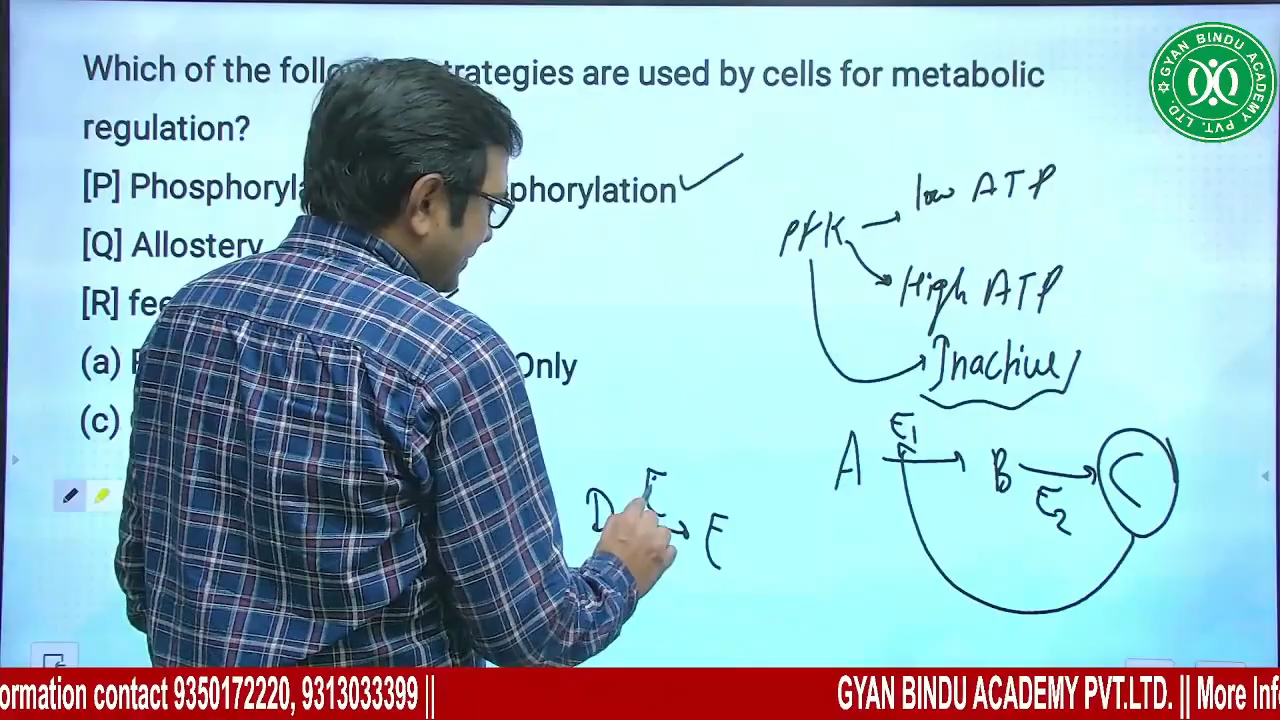 Which of the follo trategies are used by cells for metabolic
regulation?
[P] Phosphoryla phorylation
[Q] Allostery
[R] fee
(a) Only
(c)
PFK
low ATP
High ATP
Inactive
A E1 B E2 C
D E E
GYAN BINDU ACADEMY PVT. LTD.
ormation contact 9350172220, 9313033399 || GYAN BINDU ACADEMY PVT.LTD. || More Info